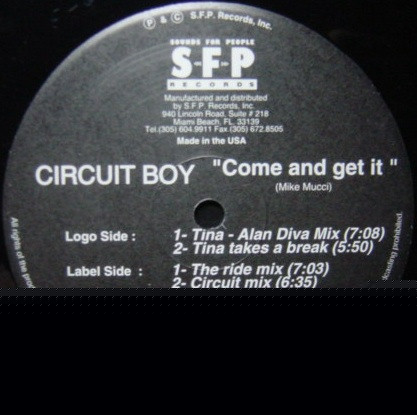 ℗ & © S.F.P. Records, Inc.
SOUNDS FOR PEOPLE
S-F-P
RECORDS
Manufactured and distributed
by S.F.P. Records, Inc.
940 Lincoln Road, Suite # 218
Miami Beach, FL. 33139
Tel.(305) 604.9911 Fax (305) 672.8505
Made in the USA
CIRCUIT BOY "Come and get it "
(Mike Mucci)
Logo Side : 1- Tina - Alan Diva Mix (7:08)
2- Tina takes a break (5:50)
Label Side : 1- The ride mix (7:03)
2- Circuit mix (6:35)
All rights of the
prohibited.